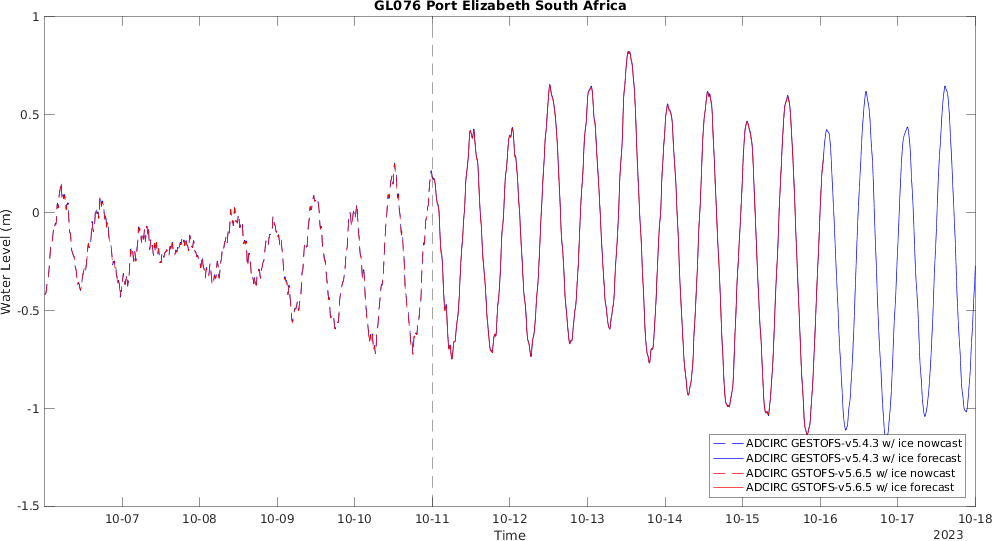 GL076 Port Elizabeth South Africa
1
0.5
0
-0.5
-1
-1.5
Water Level (m)
ADCIRC GESTOFS-v5.4.3 w/ ice nowcast
ADCIRC GESTOFS-v5.4.3 w/ ice forecast
ADCIRC GSTOFS-v5.6.5 w/ ice nowcast
ADCIRC GSTOFS-v5.6.5 w/ ice forecast
10-07 10-08 10-09 10-10 10-11 10-12 10-13 10-14 10-15 10-16 10-17 10-18
Time
2023